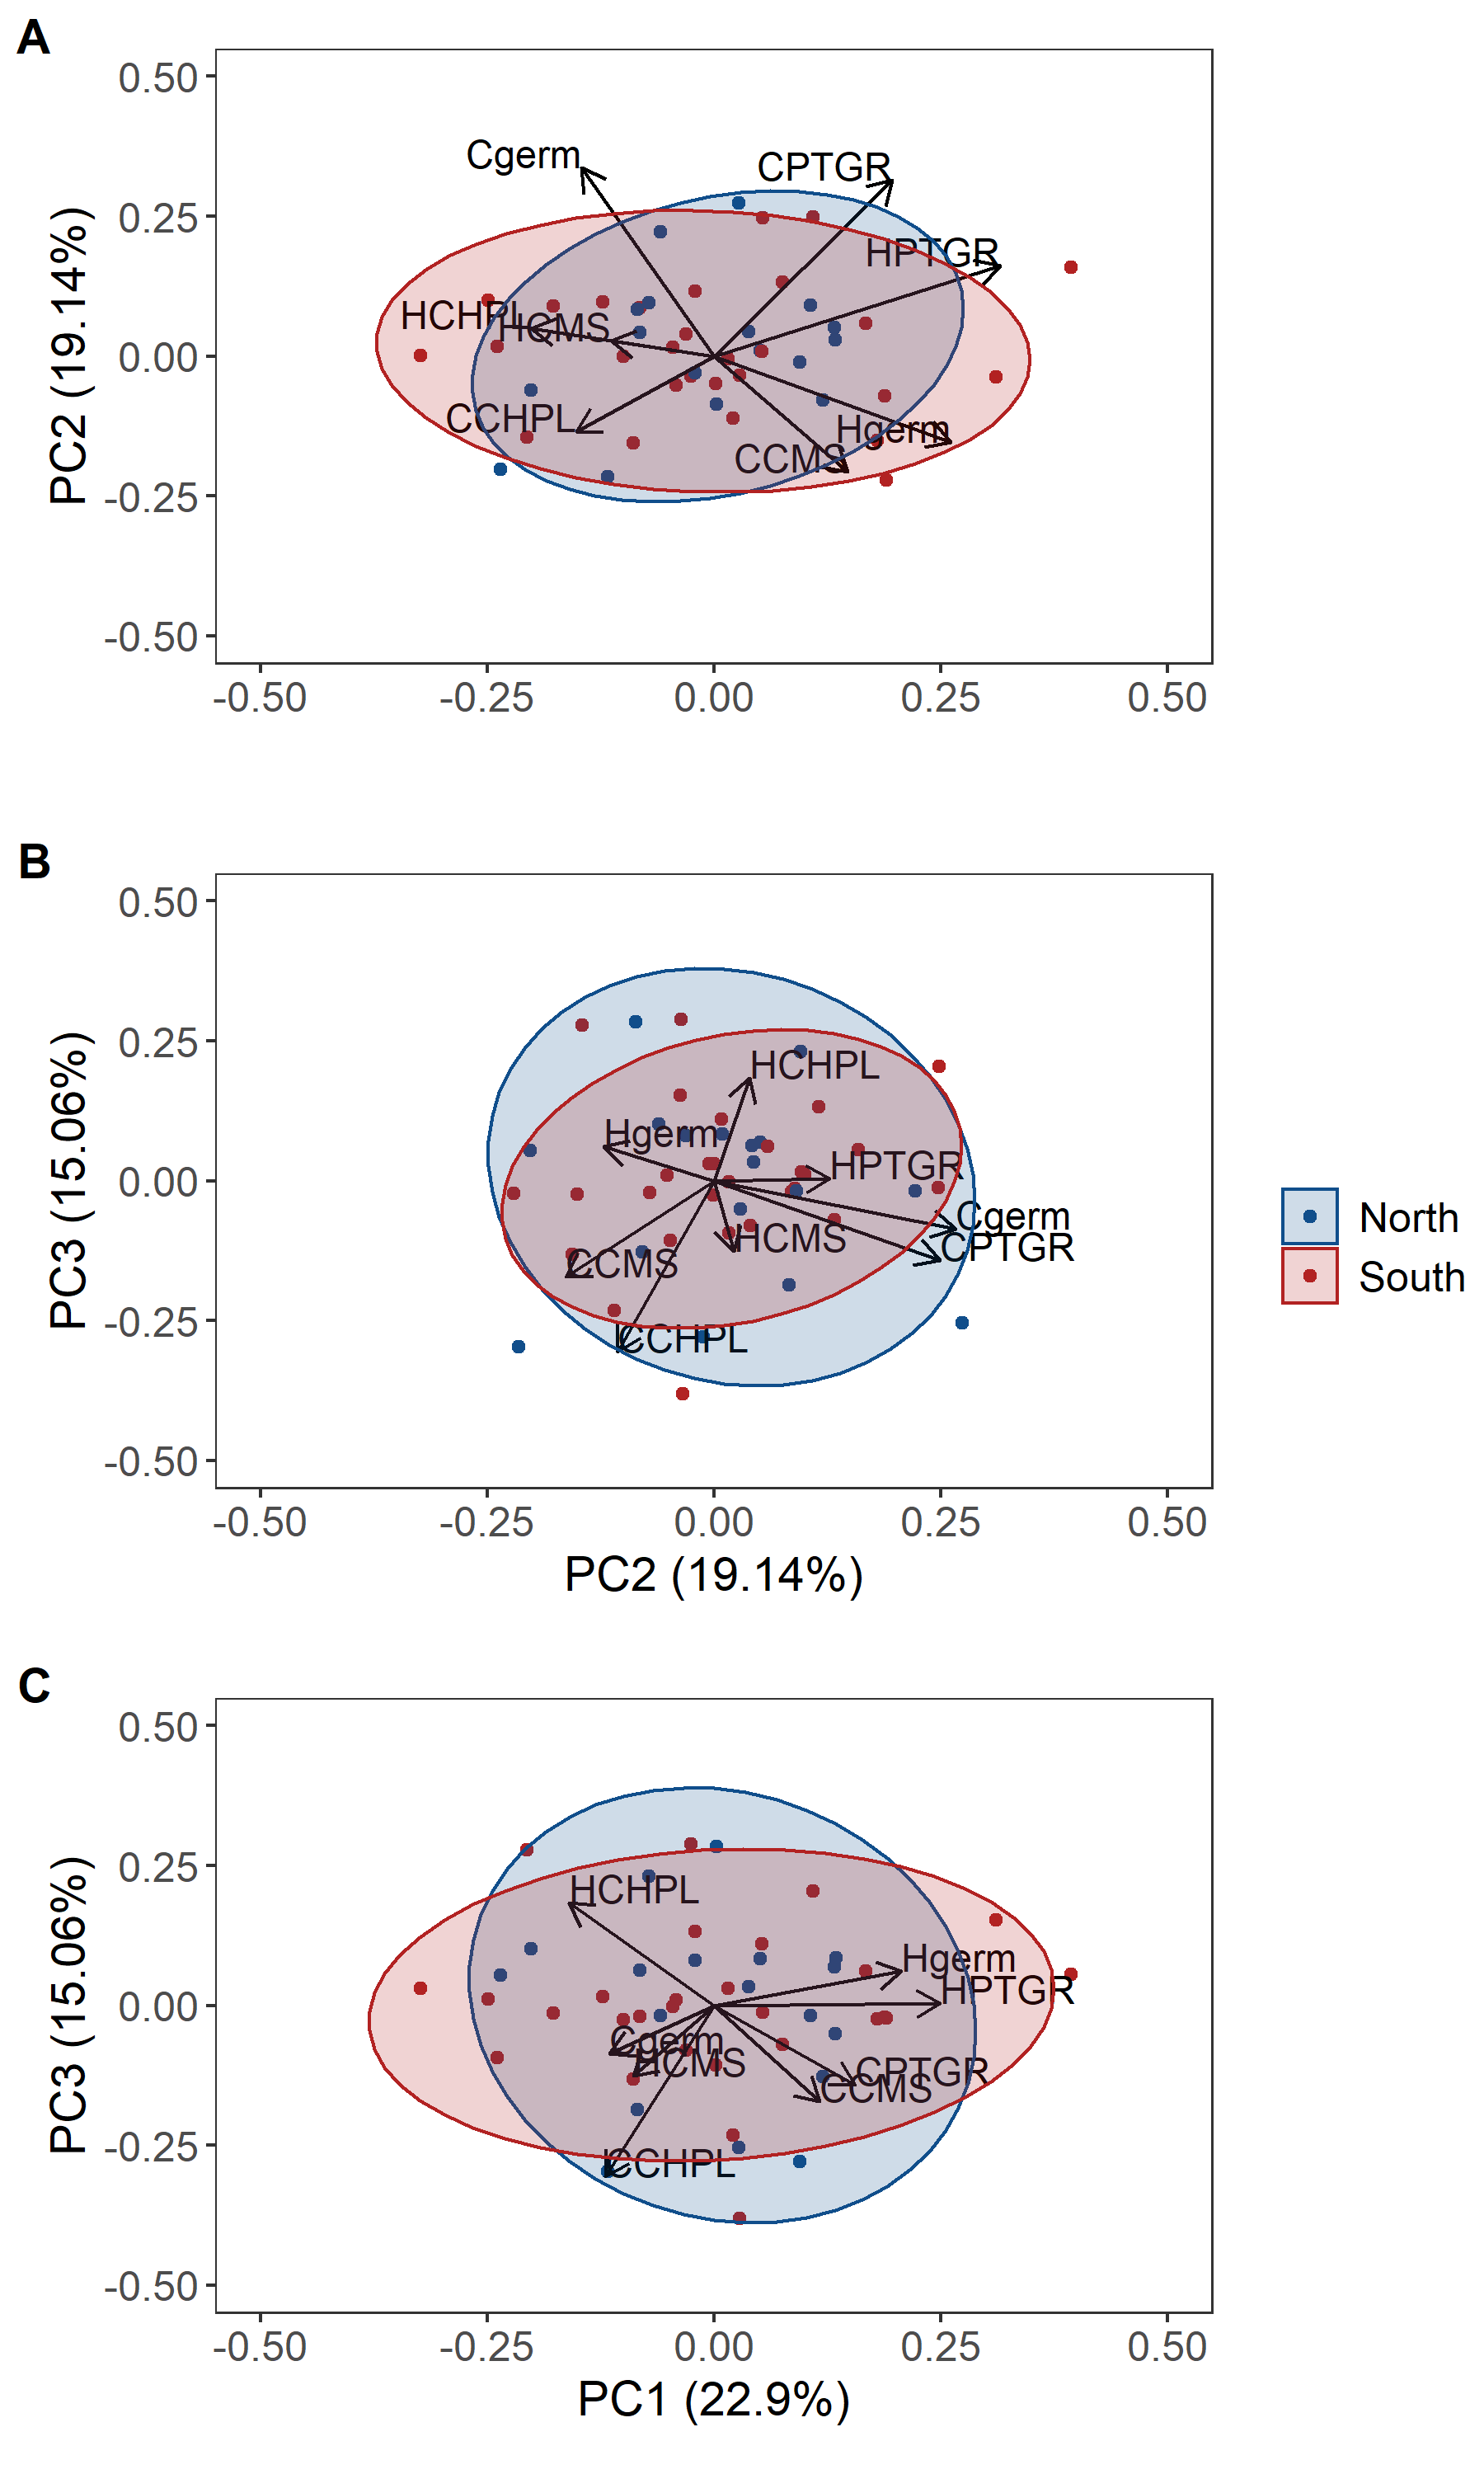 A
PC2 (19.14%)
0.50
0.25
0.00
-0.25
-0.50
Cgerm
CPTGR
HPTGR
HCHPL
HCMS
CCHPL
Hgerm
CCMS
-0.50 -0.25 0.00 0.25 0.50
B
PC3 (15.06%)
0.50
0.25
0.00
-0.25
-0.50
HCHPL
Hgerm
HPTGR
Cgerm
HCMS
CPTGR
CCMS
CCHPL
-0.50 -0.25 0.00 0.25 0.50
PC2 (19.14%)
North
South
C
PC3 (15.06%)
0.50
0.25
0.00
-0.25
-0.50
HCHPL
Hgerm
HPTGR
Cgerm
HCMS
CPTGR
CCMS
CCHPL
-0.50 -0.25 0.00 0.25 0.50
PC1 (22.9%)